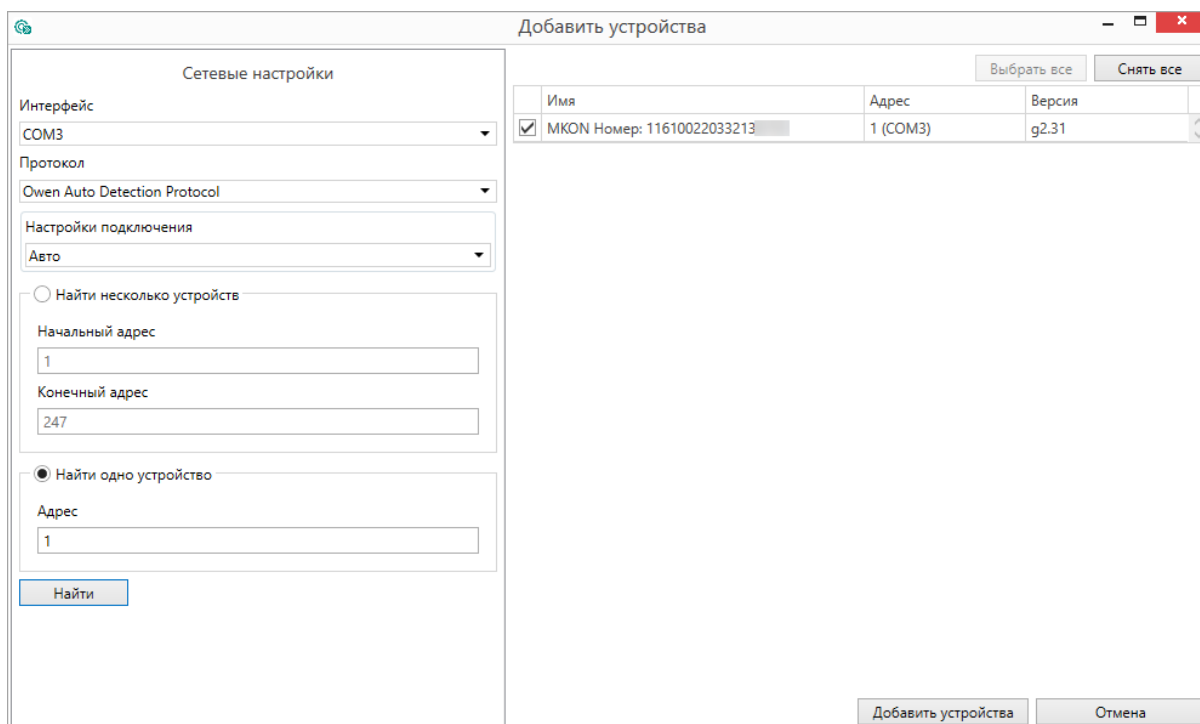 Добавить устройства
Сетевые настройки
Интерфейс
COM3
Протокол
Owen Auto Detection Protocol
Настройки подключения
Авто
Найти несколько устройств
Начальный адрес
1
Конечный адрес
247
Найти одно устройство
Адрес
1
Найти
Выбрать все Снять все
Имя Адрес Версия
MKON Номер: 11610022033213 1 (COM3) g2.31
Добавить устройства Отмена